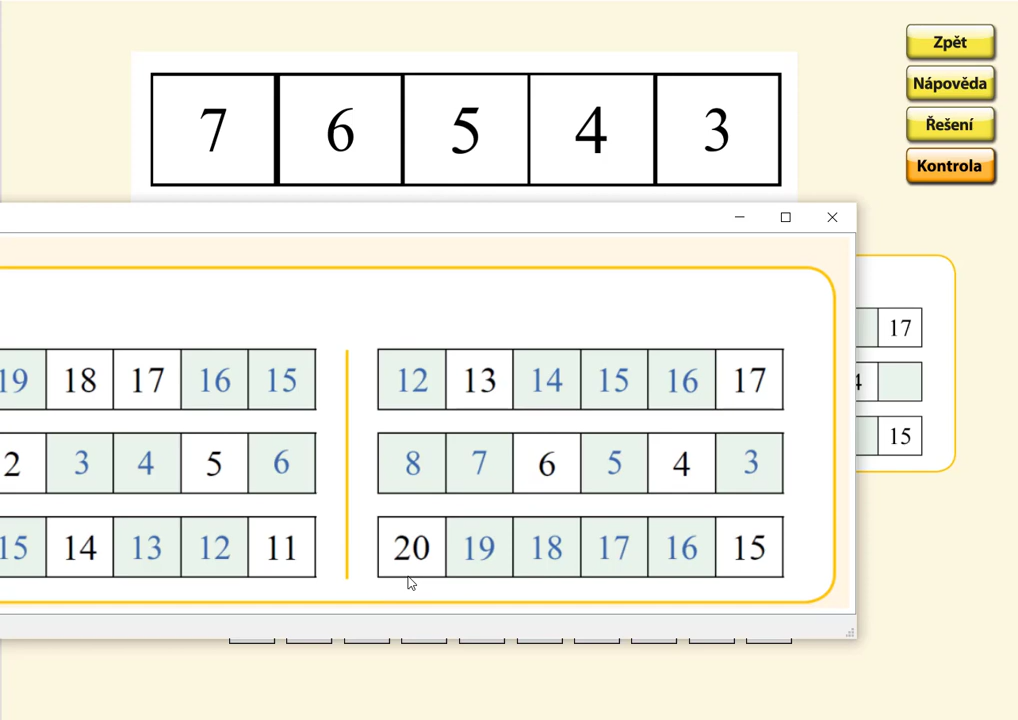 Zpět
Nápověda
Řešení
Kontrola
7 6 5 4 3
19 18 17 16 15
12 13 14 15 16 17
17
2 3 4 5 6
8 7 6 5 4 3
4
15 14 13 12 11
20 19 18 17 16 15
15